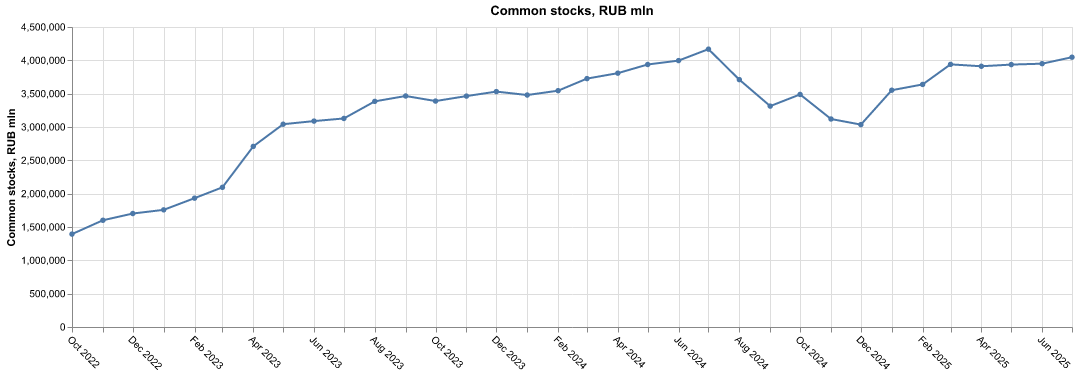 Common stocks, RUB mln
Common stocks, RUB mln
4,500,000
4,000,000
3,500,000
3,000,000
2,500,000
2,000,000
1,500,000
1,000,000
500,000
0
Oct 2022
Dec 2022
Feb 2023
Apr 2023
Jun 2023
Aug 2023
Oct 2023
Dec 2023
Feb 2024
Apr 2024
Jun 2024
Aug 2024
Oct 2024
Dec 2024
Feb 2025
Apr 2025
Jun 2025